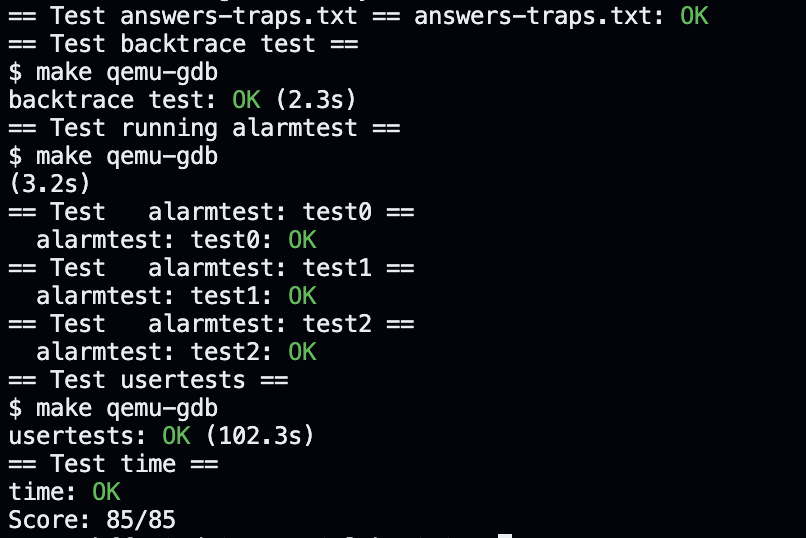 == Test answers-traps.txt == answers-traps.txt: OK
== Test backtrace test ==
$ make qemu-gdb
backtrace test: OK (2.3s)
== Test running alarmtest ==
$ make qemu-gdb
(3.2s)
== Test   alarmtest: test0 ==
  alarmtest: test0: OK
== Test   alarmtest: test1 ==
  alarmtest: test1: OK
== Test   alarmtest: test2 ==
  alarmtest: test2: OK
== Test usertests ==
$ make qemu-gdb
usertests: OK (102.3s)
== Test time ==
time: OK
Score: 85/85